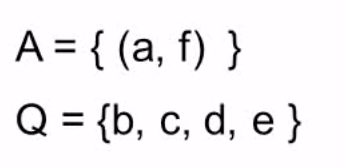 A = { (a, f) }
Q = {b, c, d, e }